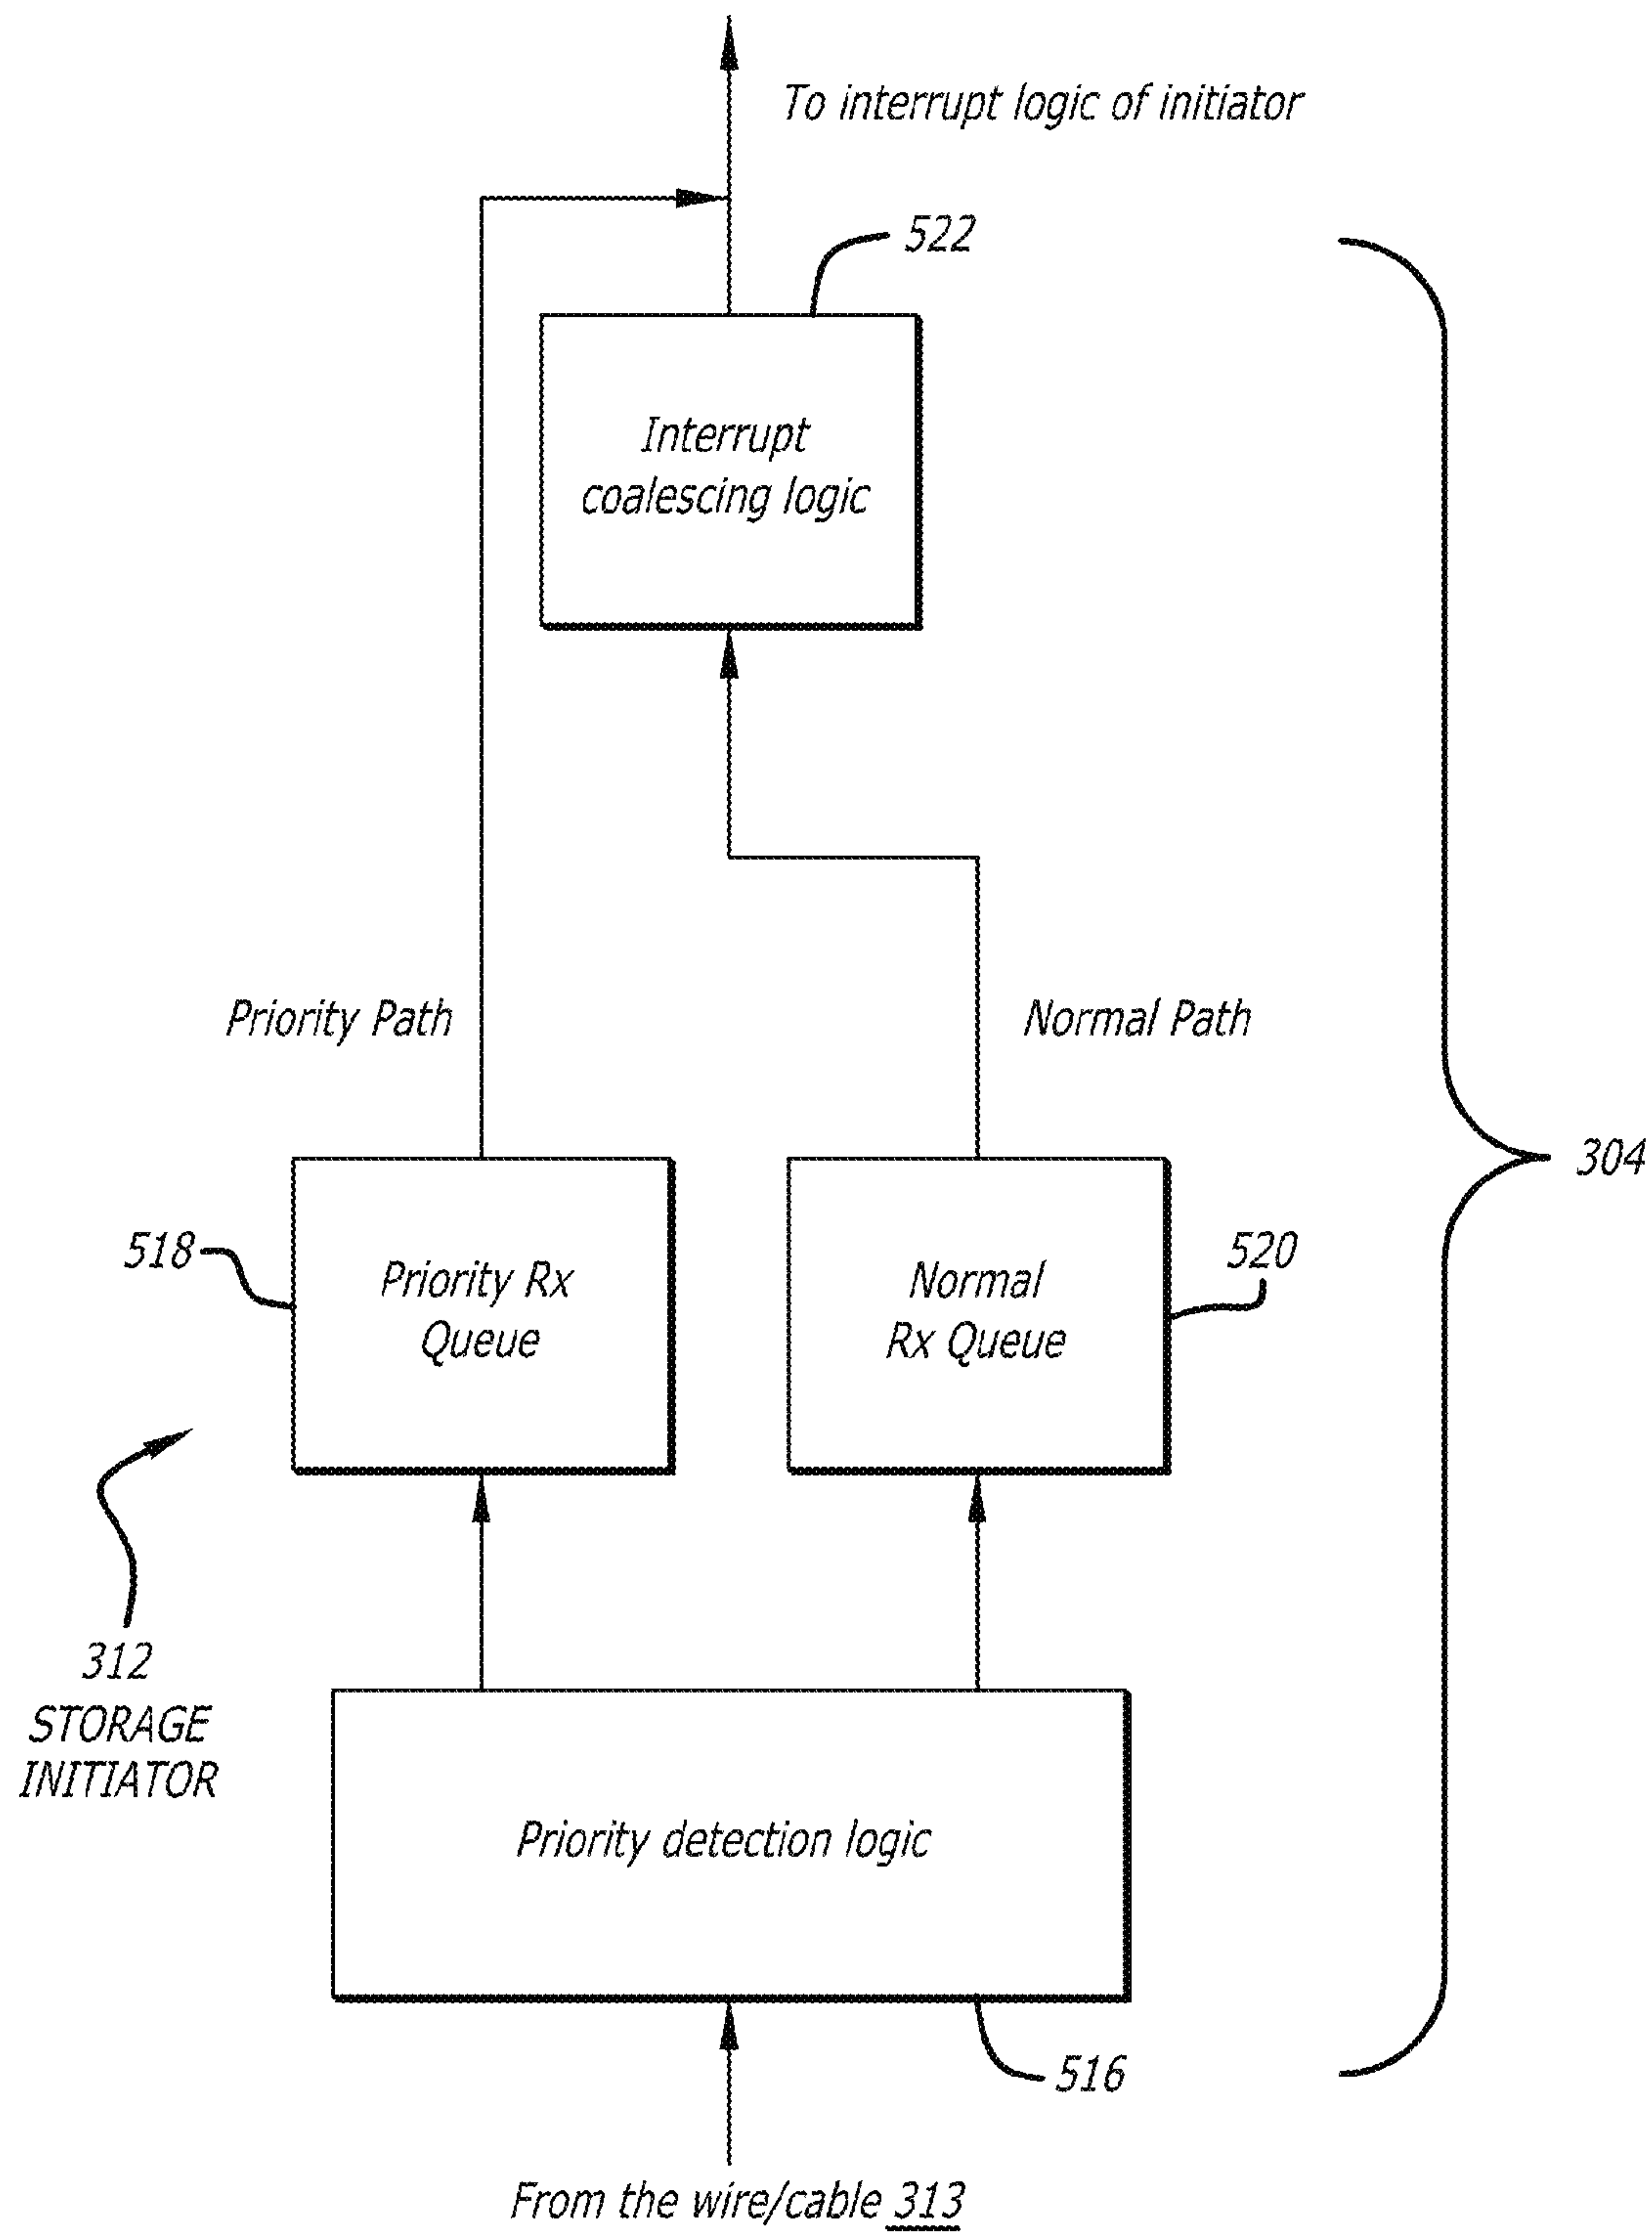 To interrupt logic of initiator
522
Interrupt
coalescing logic
Priority Path
Normal Path
304
518
Priority Rx
Queue
Normal
Rx Queue
520
312
STORAGE
INITIATOR
Priority detection logic
516
From the wire/cable 313